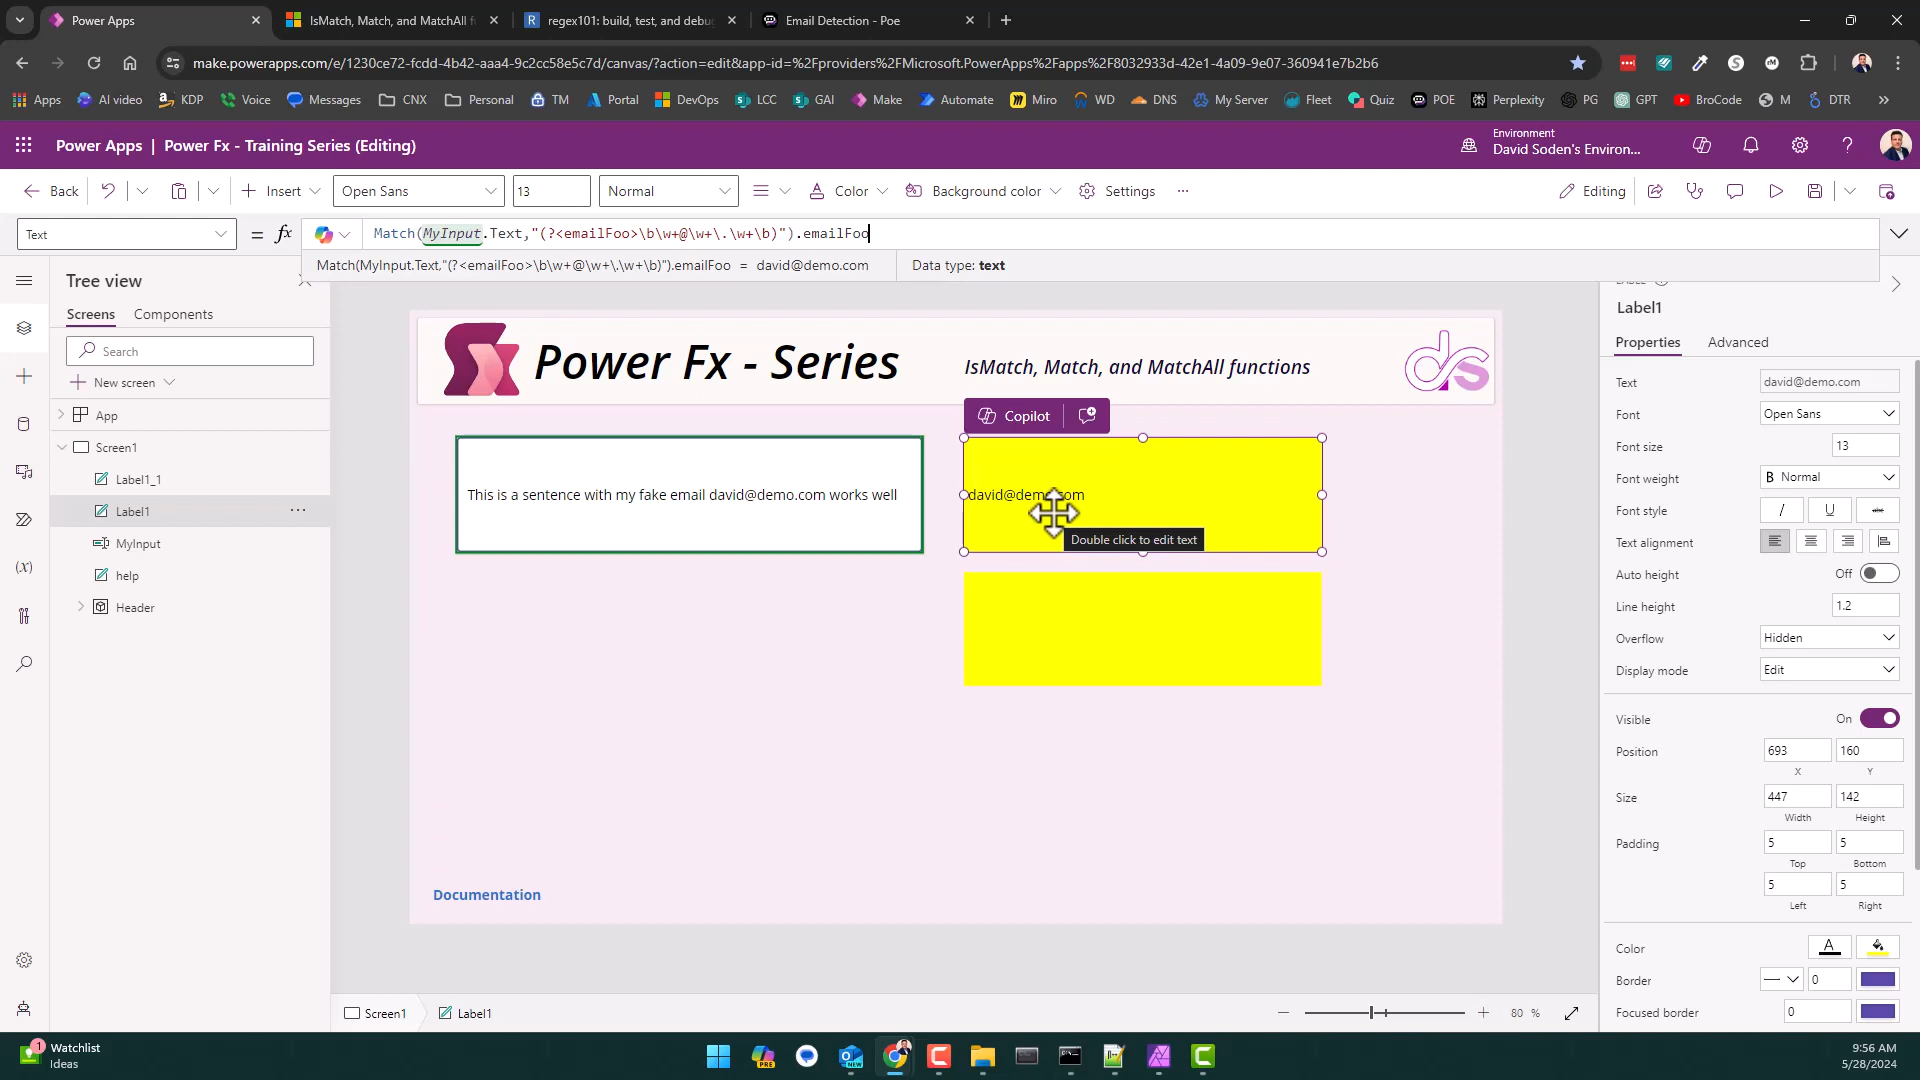 Power Apps
IsMatch, Match, and MatchAll f
regex101: build, test, and debu
Email Detection - Poe
make.powerapps.com/e/1230ce72-fcdd-4b42-aaa4-9c2cc58e5c7d/canvas/?action=edit&app-id=%2Fproviders%2FMicrosoft.PowerApps%2Fapps%2F8032933d-42e1-4a09-9e07-360941e7b2b6
Apps AI video KDP Voice Messages CNX Personal TM Portal DevOps LCC GAI Make Automate Miro WD DNS My Server Fleet Quiz POE Perplexity PG GPT BroCode M DTR
Power Apps | Power Fx - Training Series (Editing)
Environment
David Soden's Environ...
Back
Insert
Open Sans
13
Normal
Color
Background color
Settings
Editing
Text
= fx
Match(MyInput.Text,"(?<emailFoo>\b\w+@\w+\.\w+\b)").emailFoo
Match(MyInput.Text,"(?<emailFoo>\b\w+@\w+\.\w+\b)").emailFoo = david@demo.com
Data type: text
Tree view
Screens
Components
Search
New screen
App
Screen1
Label1_1
Label1
MyInput
help
Header
Power Fx - Series
IsMatch, Match, and MatchAll functions
ds
Copilot
This is a sentence with my fake email david@demo.com works well
david@demo.com
Double click to edit text
Documentation
Screen1
Label1
80 %
LABEL
Label1
Properties
Advanced
Text david@demo.com
Font Open Sans
Font size 13
Font weight B Normal
Font style / U abc
Text alignment
Auto height Off
Line height 1.2
Overflow Hidden
Display mode Edit
Visible On
Position 693 160
X Y
Size 447 142
Width Height
Padding 5 5
Top Bottom
5 5
Left Right
Color A
Border 0
Focused border 0
1
Watchlist
Ideas
PRE
NEW
9:56 AM
5/28/2024